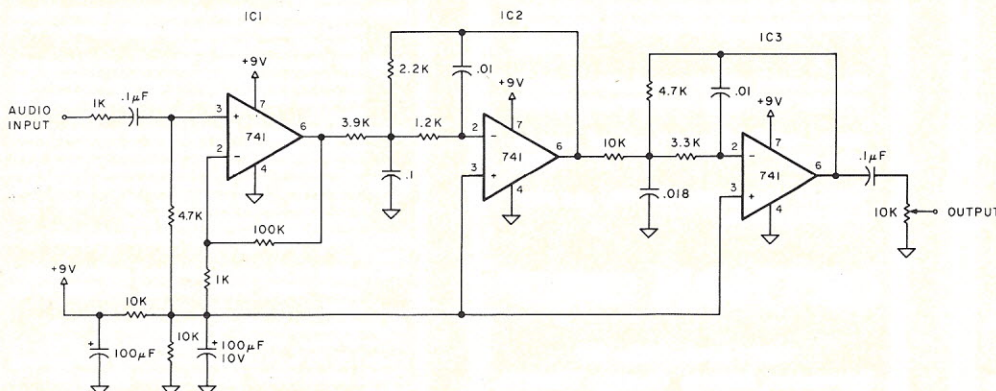 IC1
IC2
IC3
AUDIO
INPUT
1K
.1μF
3
+
+9V
7
741
6
2
−
4
4.7K
100K
1K
3.9K
2.2K
.01
1.2K
.1
2
−
+9V
7
741
6
3
+
4
10K
4.7K
.01
3.3K
.018
2
−
+9V
7
741
6
3
+
4
.1μF
10K
OUTPUT
+9V
10K
+
100μF
10K
+
100μF
10V